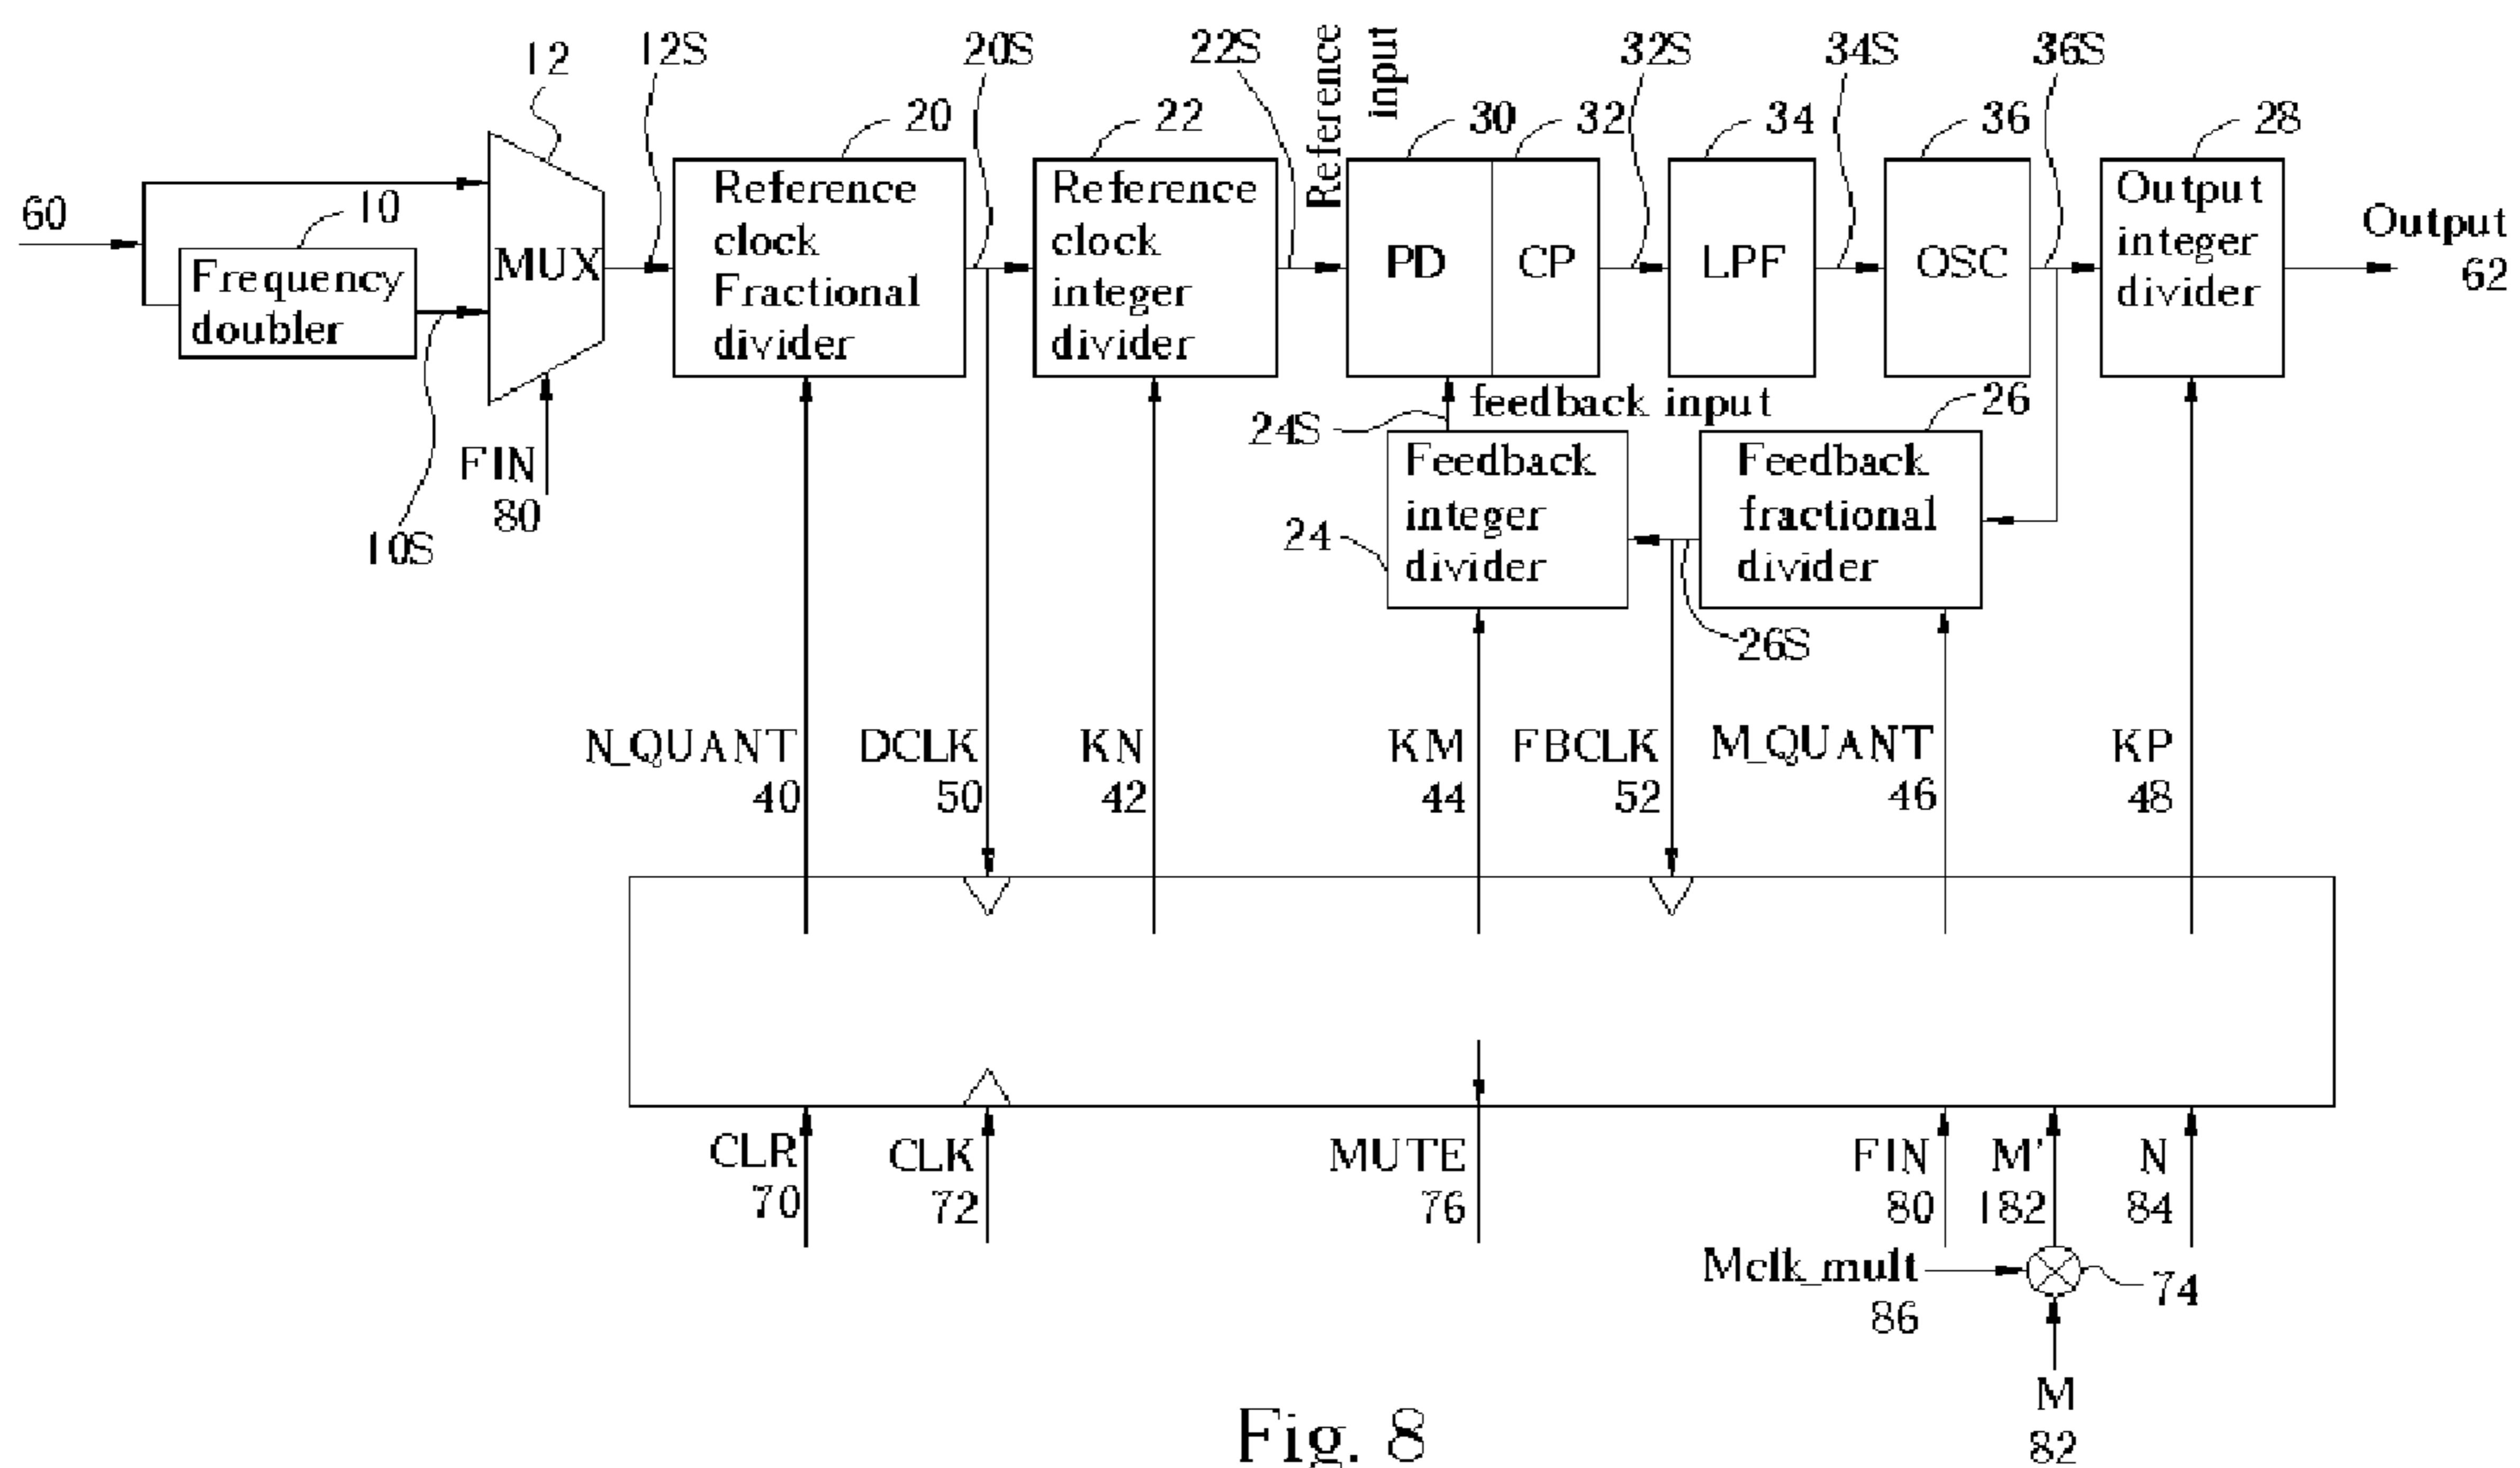 12
12S
20S
22S
Reference
input
32S
34S
36S
20
22
30
32
34
36
28
60
10
Frequency
doubler
MUX
Reference
clock
Fractional
divider
Reference
clock
integer
divider
PD
CP
LPF
OSC
Output
integer
divider
Output
62
10S
FIN
80
24S
feedback input
26
24
Feedback
integer
divider
Feedback
fractional
divider
26S
N_QUANT
40
DCLK
50
KN
42
KM
44
FBCLK
52
M_QUANT
46
KP
48
CLR
70
CLK
72
MUTE
76
FIN
80
M'
182
N
84
Mclk_mult
86
74
M
82
Fig. 8